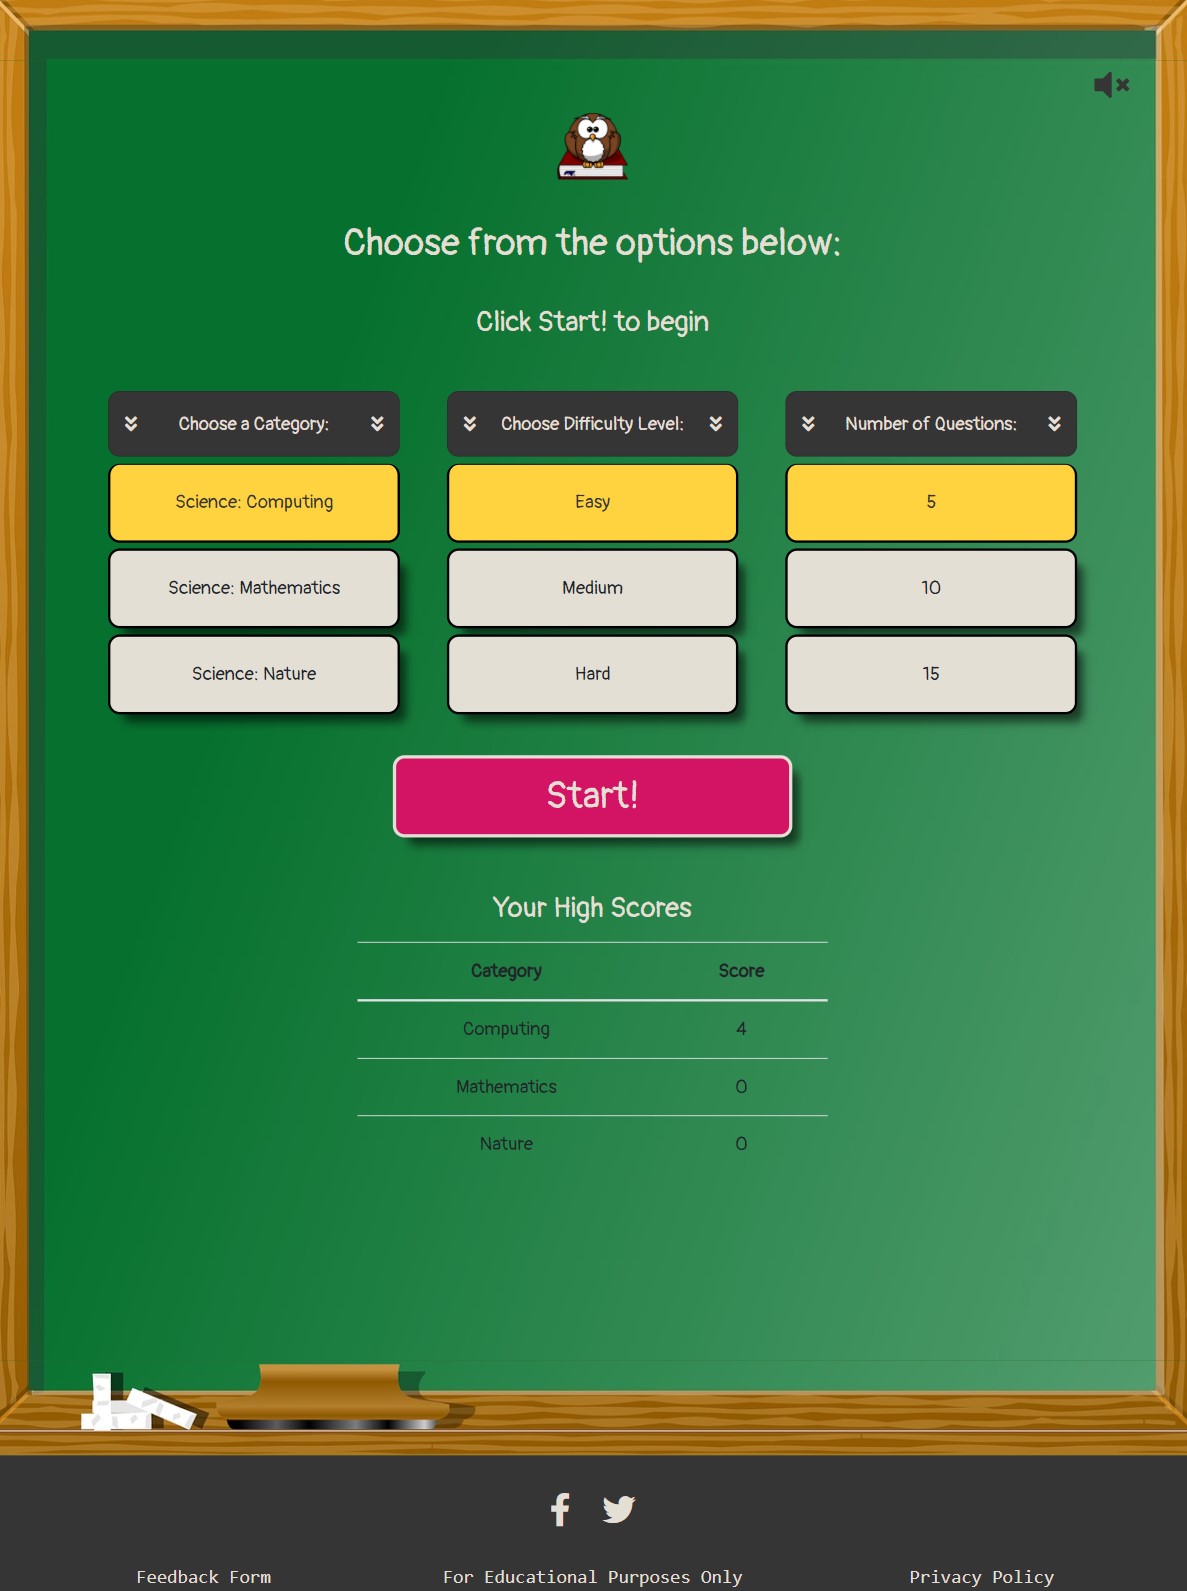 Choose from the options below:
Click Start! to begin
Choose a Category:
Choose Difficulty Level:
Number of Questions:
Science: Computing
Easy
5
Science: Mathematics
Medium
10
Science: Nature
Hard
15
Start!
Your High Scores
Category Score
Computing 4
Mathematics 0
Nature 0
Feedback Form
For Educational Purposes Only
Privacy Policy